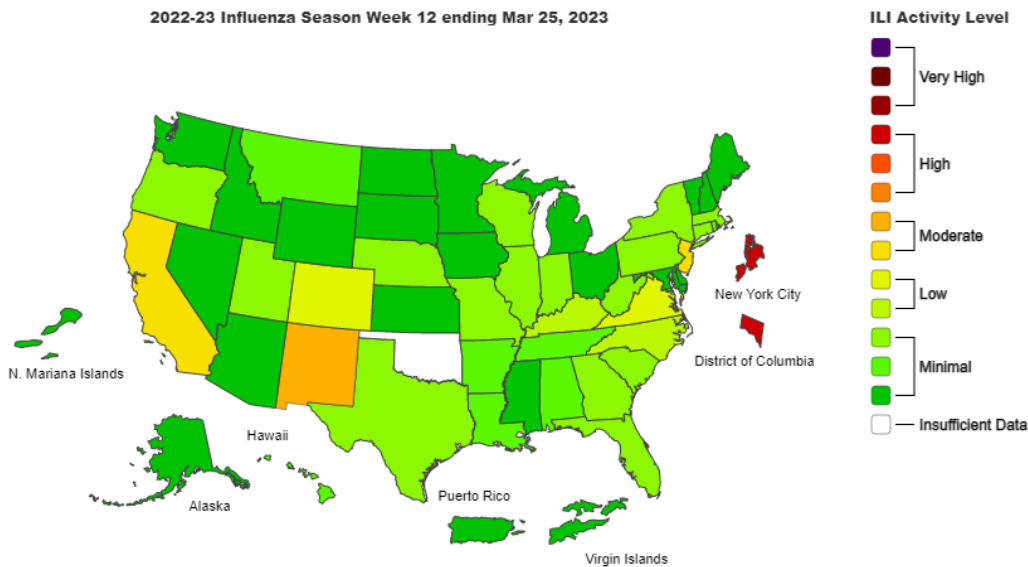 2022-23 Influenza Season Week 12 ending Mar 25, 2023
ILI Activity Level
Very High
High
Moderate
Low
Minimal
Insufficient Data
New York City
District of Columbia
N. Mariana Islands
Hawaii
Alaska
Puerto Rico
Virgin Islands